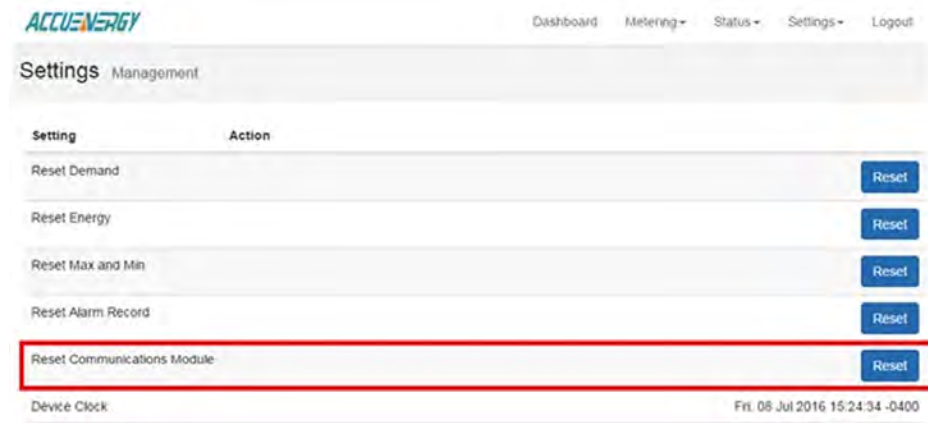 ACCUENERGY
Dashboard Metering Status Settings Logout
Settings Management
Setting Action
Reset Demand Reset
Reset Energy Reset
Reset Max and Min Reset
Reset Alarm Record Reset
Reset Communications Module Reset
Device Clock Fri, 08 Jul 2016 15:24:34 -0400